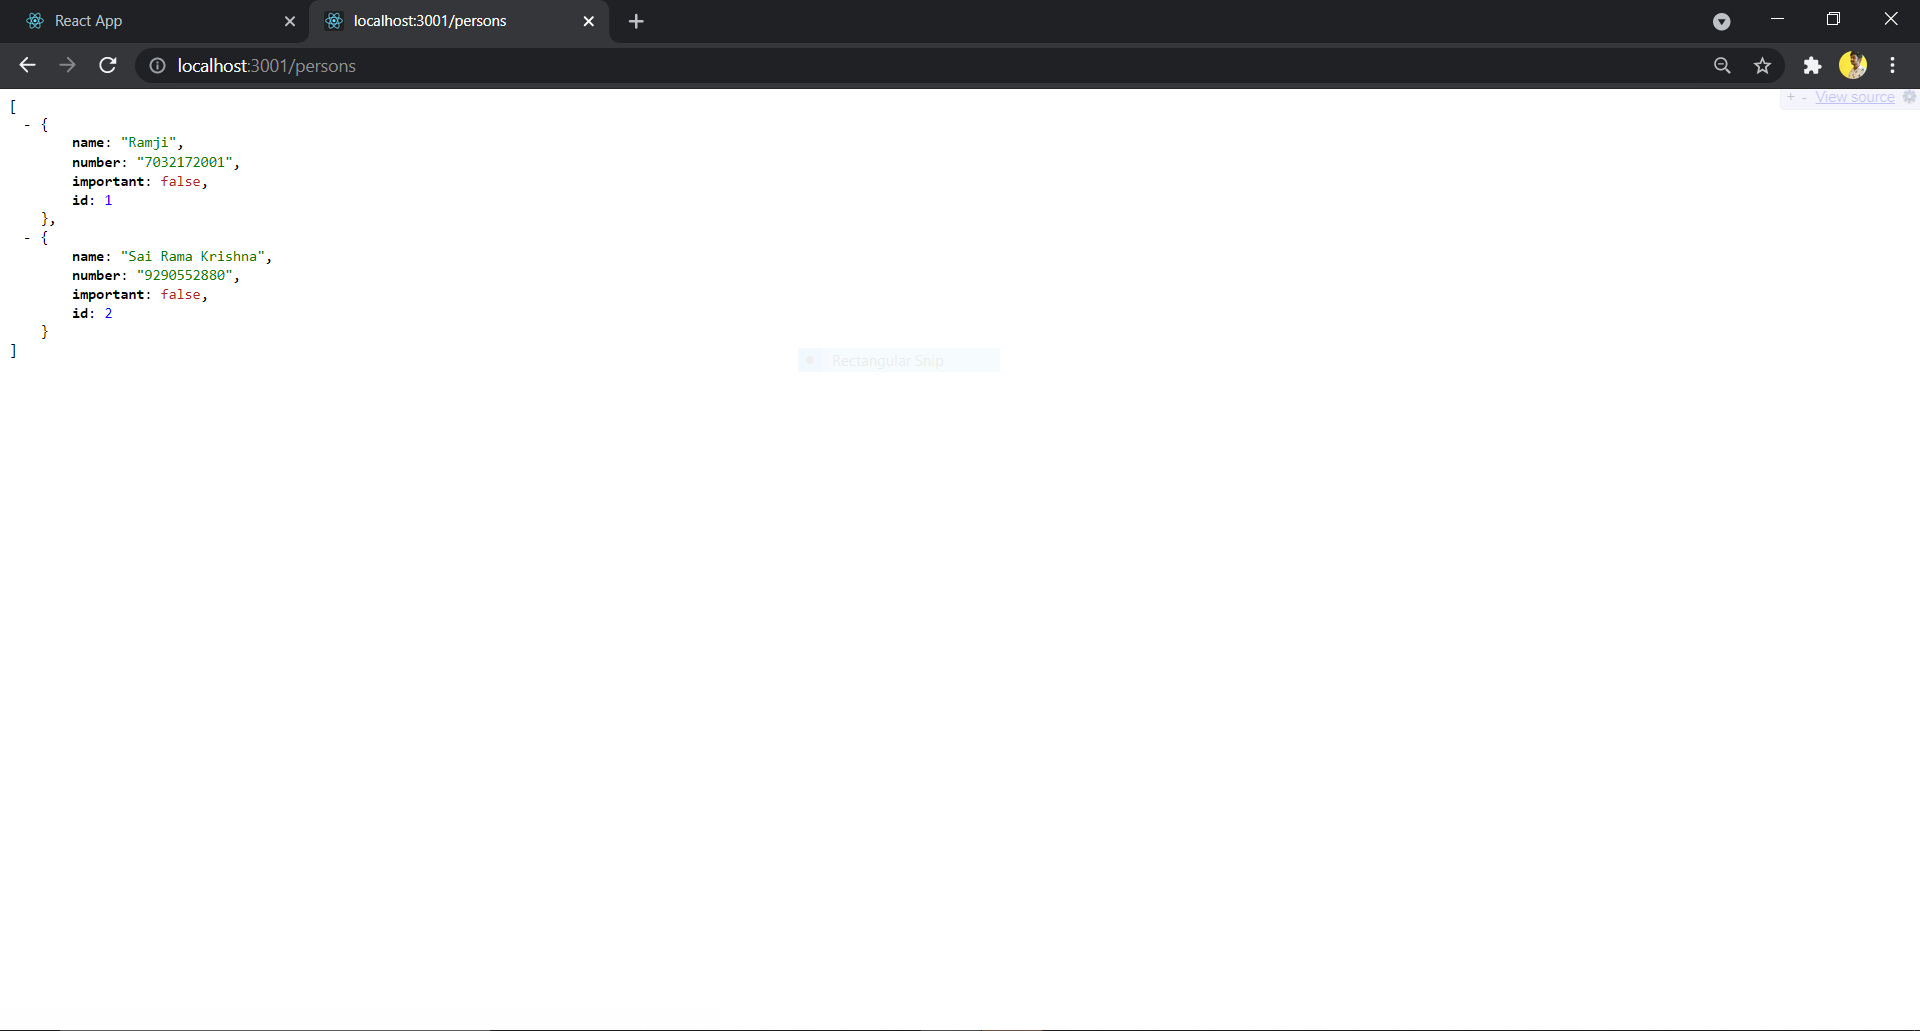 React App
localhost:3001/persons
localhost:3001/persons
+ - View source
[
- {
name: "Ramji",
number: "7032172001",
important: false,
id: 1
},
- {
name: "Sai Rama Krishna",
number: "9290552880",
important: false,
id: 2
}
]
Rectangular Snip